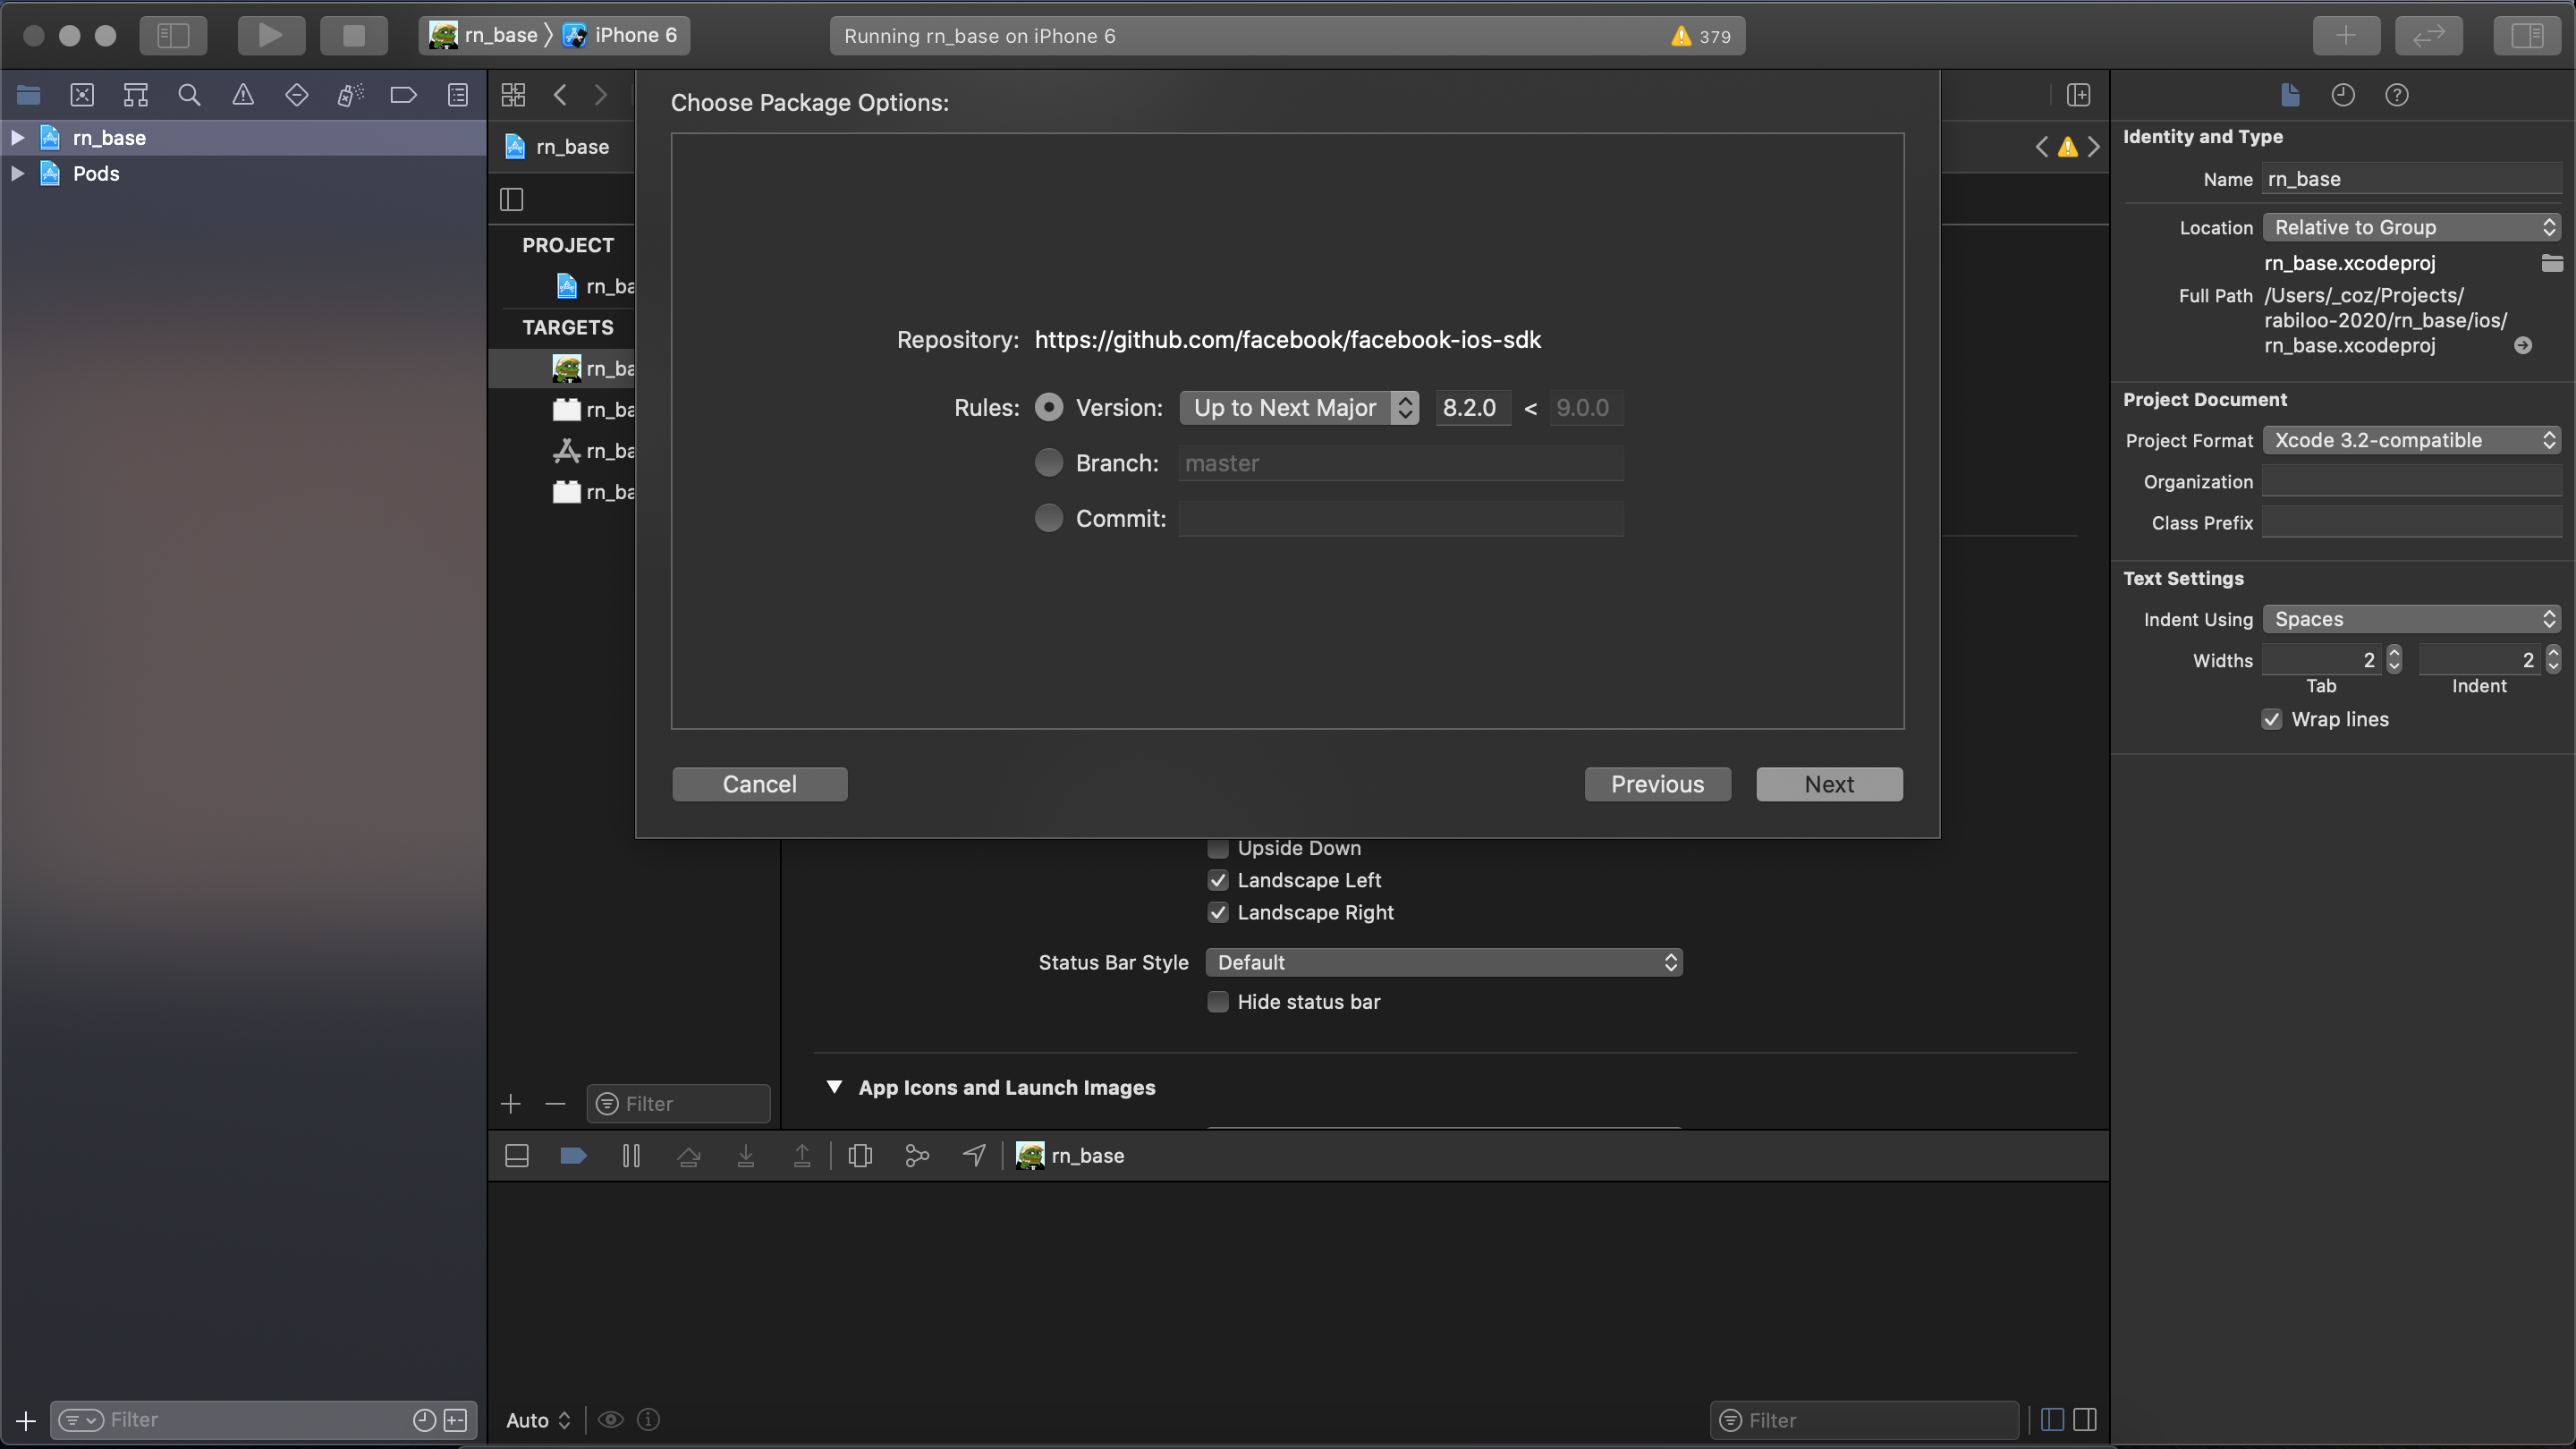 rn_base
iPhone 6
Running rn_base on iPhone 6
379
rn_base
Pods
Choose Package Options:
rn_base
PROJECT
rn_ba
TARGETS
rn_ba
rn_ba
rn_ba
rn_ba
Repository: https://github.com/facebook/facebook-ios-sdk
Rules: Version: Up to Next Major 8.2.0 < 9.0.0
Branch: master
Commit:
Cancel
Previous
Next
Upside Down
Landscape Left
Landscape Right
Status Bar Style Default
Hide status bar
App Icons and Launch Images
Filter
rn_base
Auto
Filter
Filter
Identity and Type
Name rn_base
Location Relative to Group
rn_base.xcodeproj
Full Path /Users/_coz/Projects/
rabiloo-2020/rn_base/ios/
rn_base.xcodeproj
Project Document
Project Format Xcode 3.2-compatible
Organization
Class Prefix
Text Settings
Indent Using Spaces
Widths 2 2
Tab Indent
Wrap lines